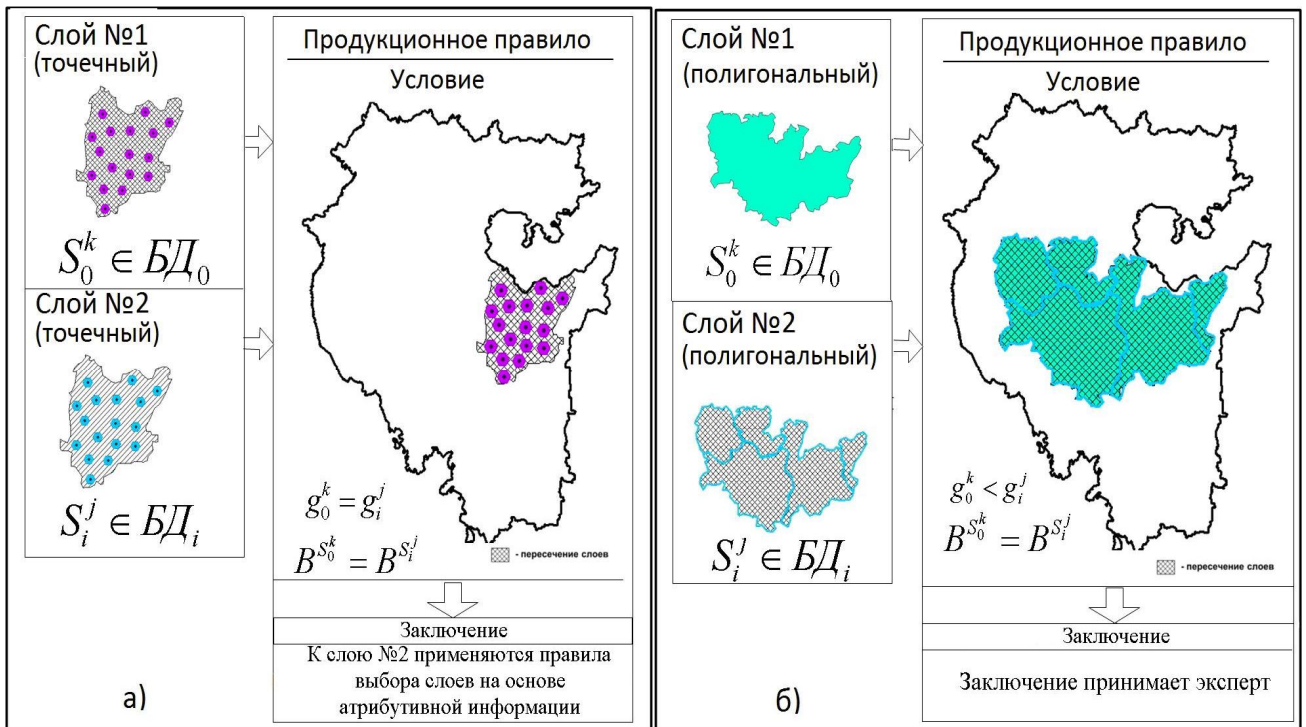 Слой №1
(точечный)
S₀ᵏ ∈ БД₀
Слой №2
(точечный)
Sᵢʲ ∈ БДᵢ
а)
Продукционное правило
Условие
g₀ᵏ = gᵢʲ
B^{S₀ᵏ} = B^{Sᵢʲ}
- пересечение слоев
Заключение
К слою №2 применяются правила
выбора слоев на основе
атрибутивной информации
Слой №1
(полигональный)
S₀ᵏ ∈ БД₀
Слой №2
(полигональный)
Sᵢʲ ∈ БДᵢ
б)
Продукционное правило
Условие
g₀ᵏ < gᵢʲ
B^{S₀ᵏ} = B^{Sᵢʲ}
- пересечение слоев
Заключение
Заключение принимает эксперт